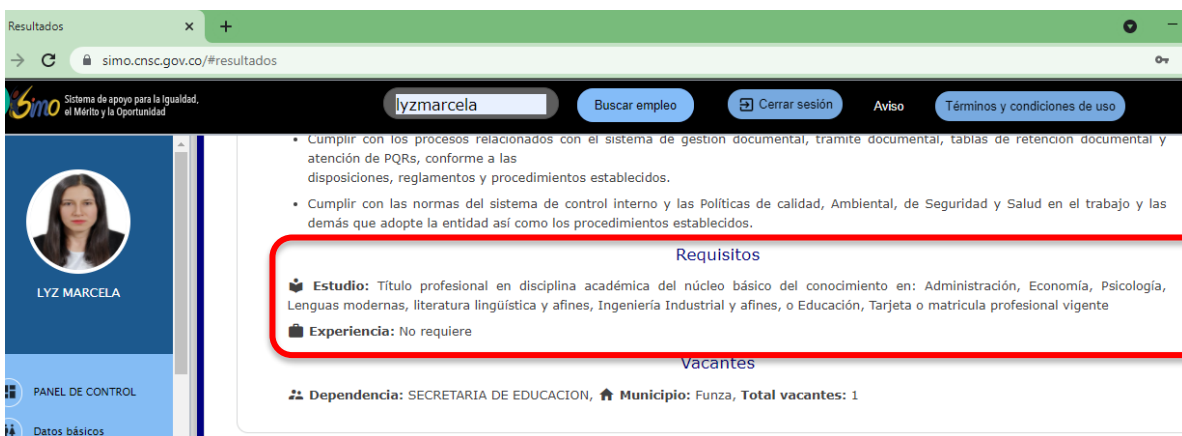 Resultados
simo.cnsc.gov.co/#resultados
Simo Sistema de apoyo para la Igualdad,
el Mérito y la Oportunidad
lyzmarcela
Buscar empleo
Cerrar sesión
Aviso
Términos y condiciones de uso
LYZ MARCELA
PANEL DE CONTROL
Datos básicos
• Cumplir con los procesos relacionados con el sistema de gestión documental, trámite documental, tablas de retención documental y
atención de PQRs, conforme a las
disposiciones, reglamentos y procedimientos establecidos.
• Cumplir con las normas del sistema de control interno y las Políticas de calidad, Ambiental, de Seguridad y Salud en el trabajo y las
demás que adopte la entidad así como los procedimientos establecidos.
Requisitos
Estudio: Título profesional en disciplina académica del núcleo básico del conocimiento en: Administración, Economía, Psicología,
Lenguas modernas, literatura lingüística y afines, Ingeniería Industrial y afines, o Educación, Tarjeta o matricula profesional vigente
Experiencia: No requiere
Vacantes
Dependencia: SECRETARIA DE EDUCACION, Municipio: Funza, Total vacantes: 1